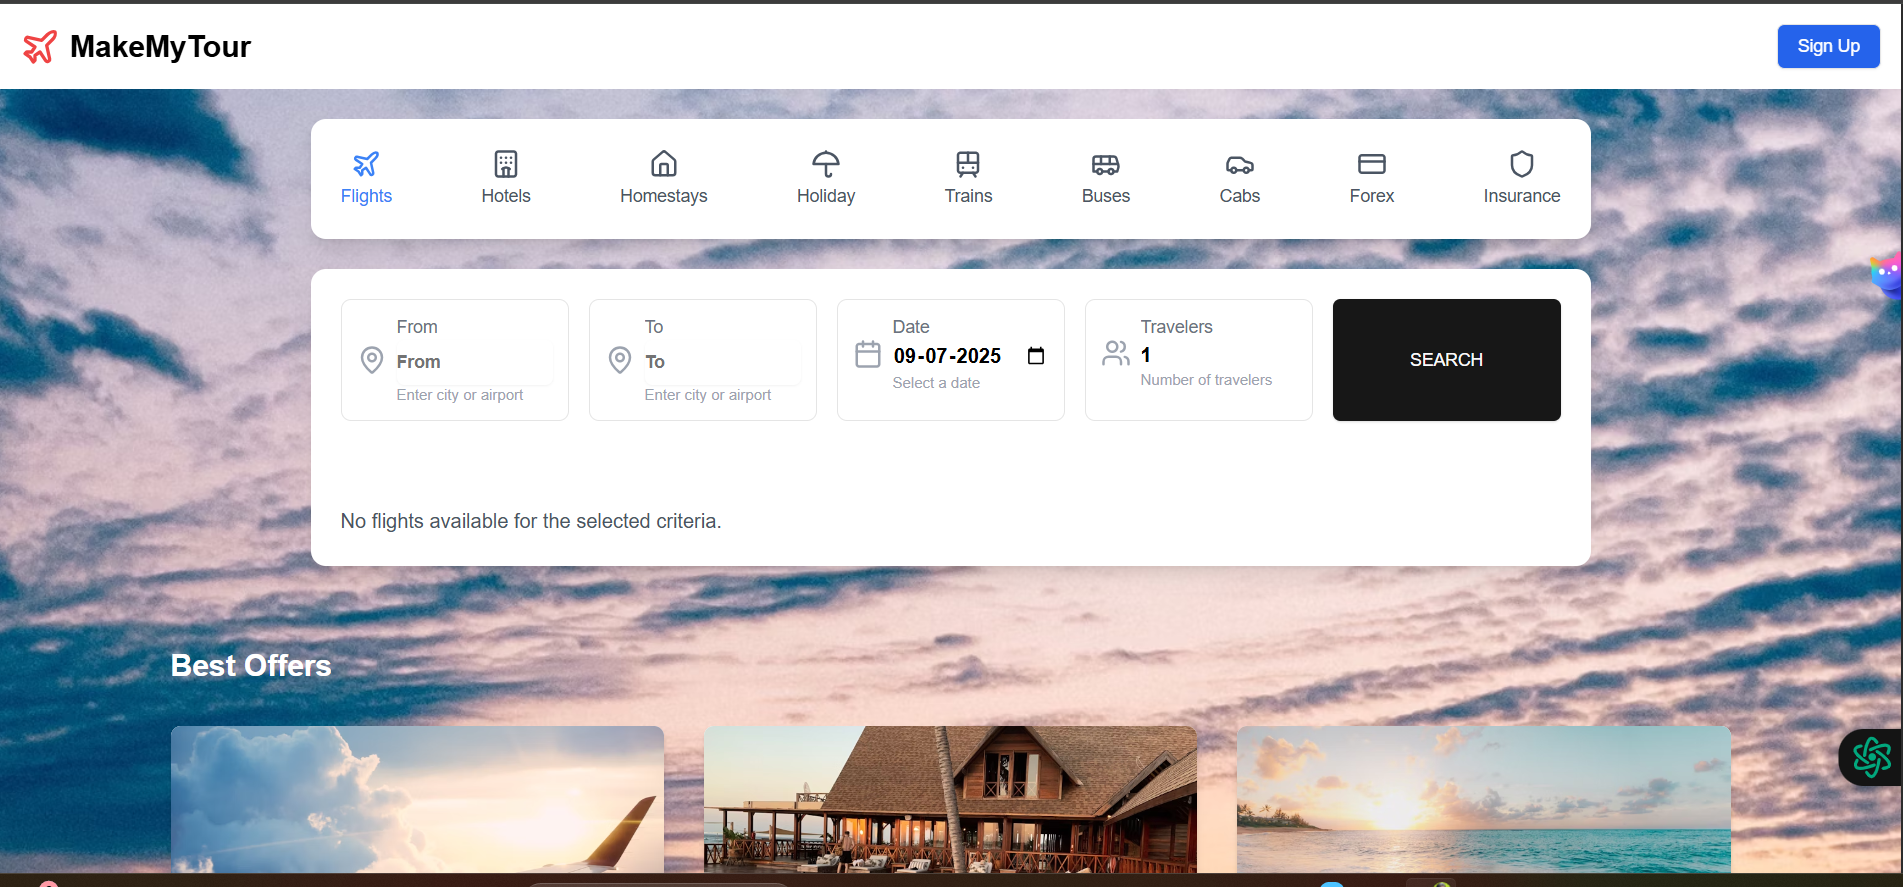 MakeMyTour
Sign Up
Flights
Hotels
Homestays
Holiday
Trains
Buses
Cabs
Forex
Insurance
From
From
Enter city or airport
To
To
Enter city or airport
Date
09-07-2025
Select a date
Travelers
1
Number of travelers
SEARCH
No flights available for the selected criteria.
Best Offers